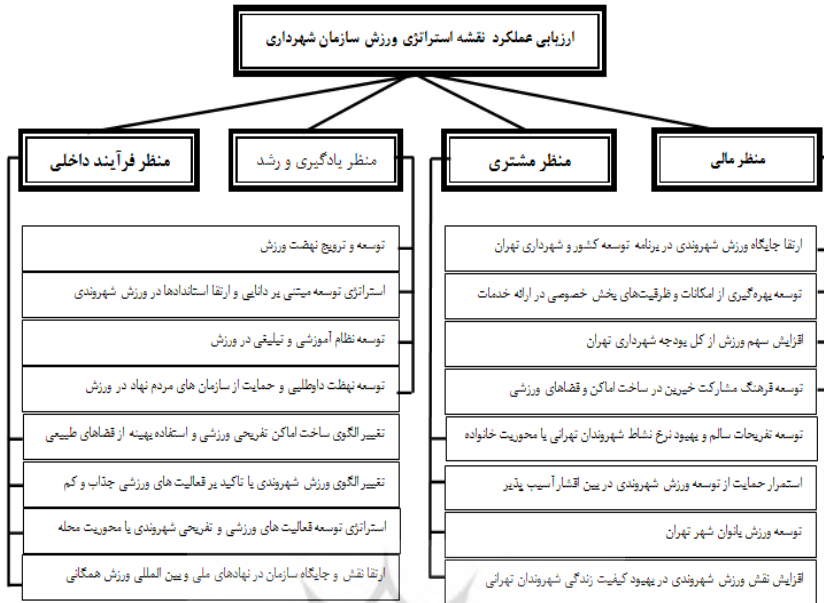 ارزیابی عملکرد نقشه استراتژی ورزش سازمان شهرداری
منظر مالی
منظر مشتری
منظر یادگیری و رشد
منظر فرآیند داخلی
ارتقا جایگاه ورزش شهروندی در برنامه توسعه کشور و شهرداری تهران
توسعه بهره‌گیری از امکانات و ظرفیت‌های بخش خصوصی در ارائه خدمات
افزایش سهم ورزش از کل بودجه شهرداری تهران
توسعه فرهنگ مشارکت خیرین در ساخت اماکن و فضاهای ورزشی
توسعه تفریحات سالم و بهبود نرخ نشاط شهروندان تهرانی با محوریت خانواده
استمرار حمایت از توسعه ورزش شهروندی در بین اقشار آسیب پذیر
توسعه ورزش بانوان شهر تهران
افزایش نقش ورزش شهروندی در بهبود کیفیت زندگی شهروندان تهرانی
توسعه و ترویج نهضت ورزش
استراتژی توسعه مبتنی بر دانایی و ارتقا استانداردها در ورزش شهروندی
توسعه نظام آموزشی و تبلیغی در ورزش
توسعه نهظت داوطلبی و حمایت از سازمان های مردم نهاد در ورزش
تغییر الگوی ساخت اماکن تفریحی ورزشی و استفاده بهینه از فضاهای طبیعی
تغییر الگوی ورزش شهروندی با تاکید بر فعالیت های ورزشی جذاب و کم
استراتژی توسعه فعالیت های ورزشی و تفریحی شهروندی با محوریت محله
ارتقا نقش و جایگاه سازمان در نهادهای ملی و بین المللی ورزش همگانی